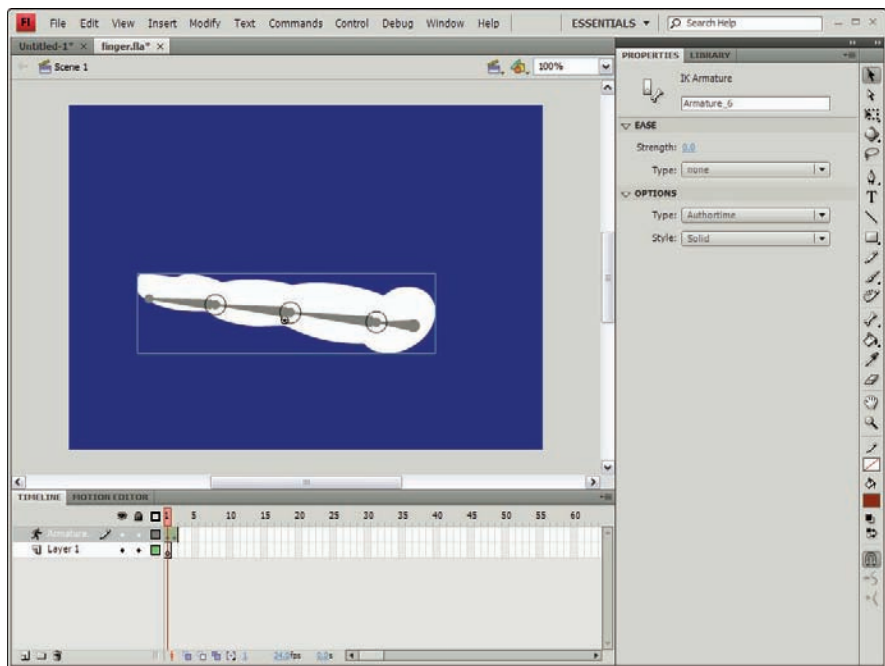 Fl File Edit View Insert Modify Text Commands Control Debug Window Help ESSENTIALS Search Help
Untitled-1* × finger.fla* ×
Scene 1 100%
PROPERTIES LIBRARY
IK Armature
Armature_6
EASE
Strength: 0.0
Type: none
OPTIONS
Type: Authortime
Style: Solid
TIMELINE MOTION EDITOR
1 5 10 15 20 25 30 35 40 45 50 55 60
Armature...
Layer 1
1 24.0fps 0.0s